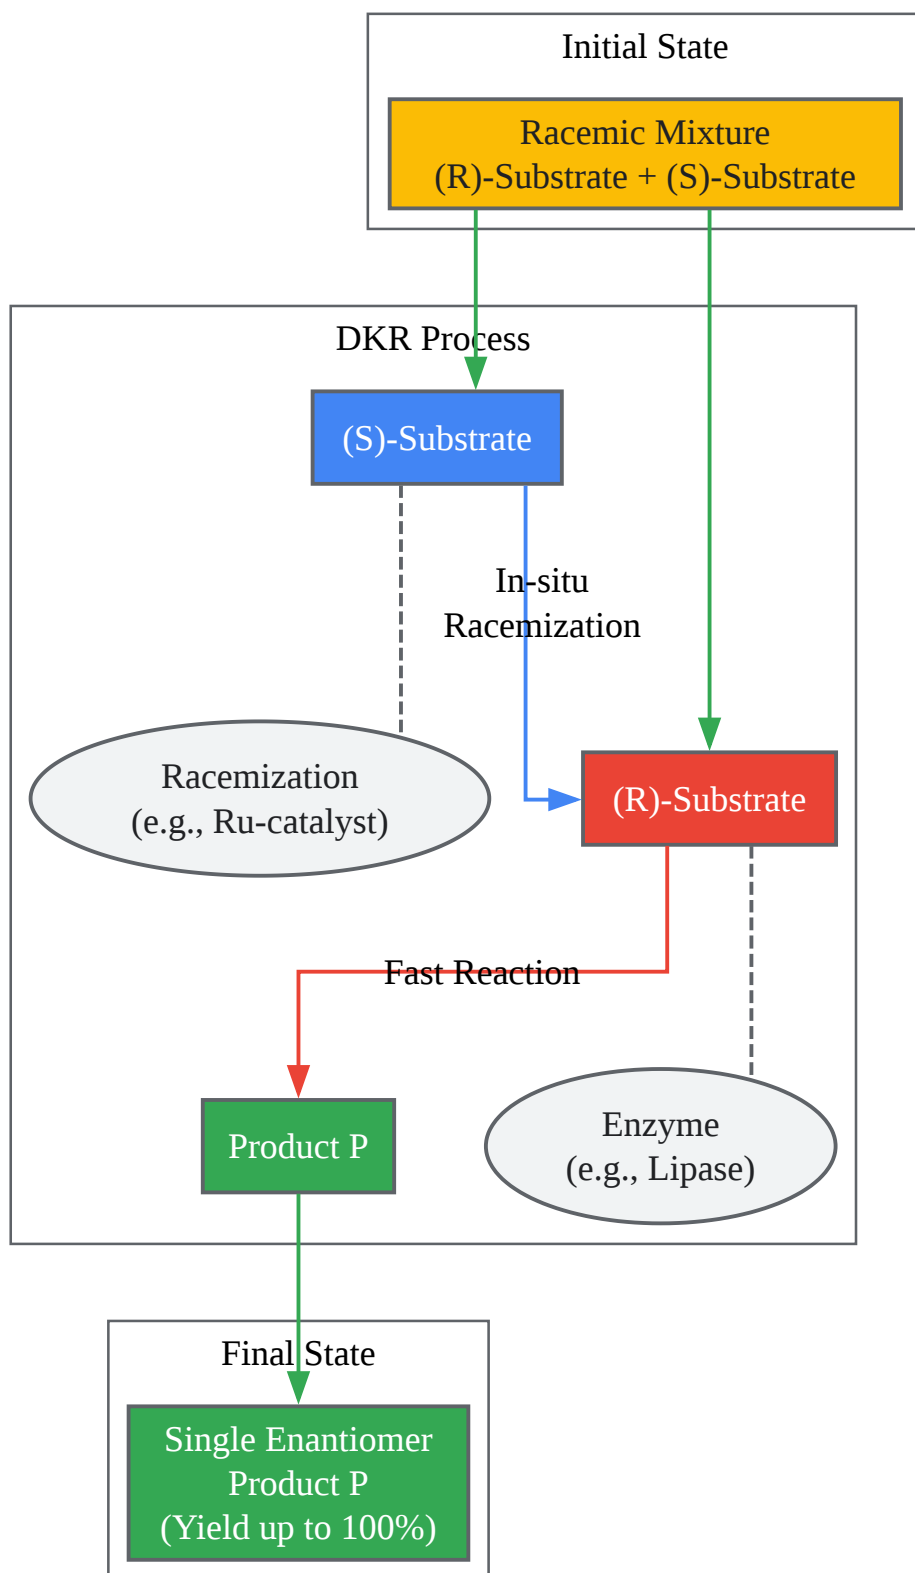 Initial State
Racemic Mixture
(R)-Substrate + (S)-Substrate
DKR Process
(S)-Substrate
In-situ
Racemization
Racemization
(e.g., Ru-catalyst)
(R)-Substrate
Fast Reaction
Product P
Enzyme
(e.g., Lipase)
Final State
Single Enantiomer
Product P
(Yield up to 100%)